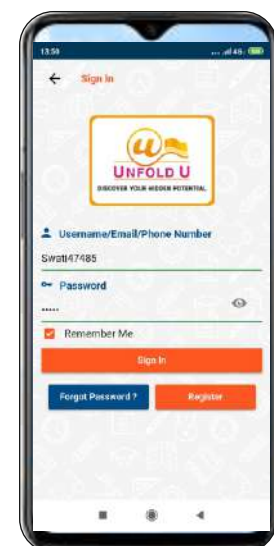 13:50
Sign In
u
UNFOLD U
DISCOVER YOUR HIDDEN POTENTIAL
Username/Email/Phone Number
Swati47485
Password
.....
Remember Me
Sign In
Forgot Password ? Register